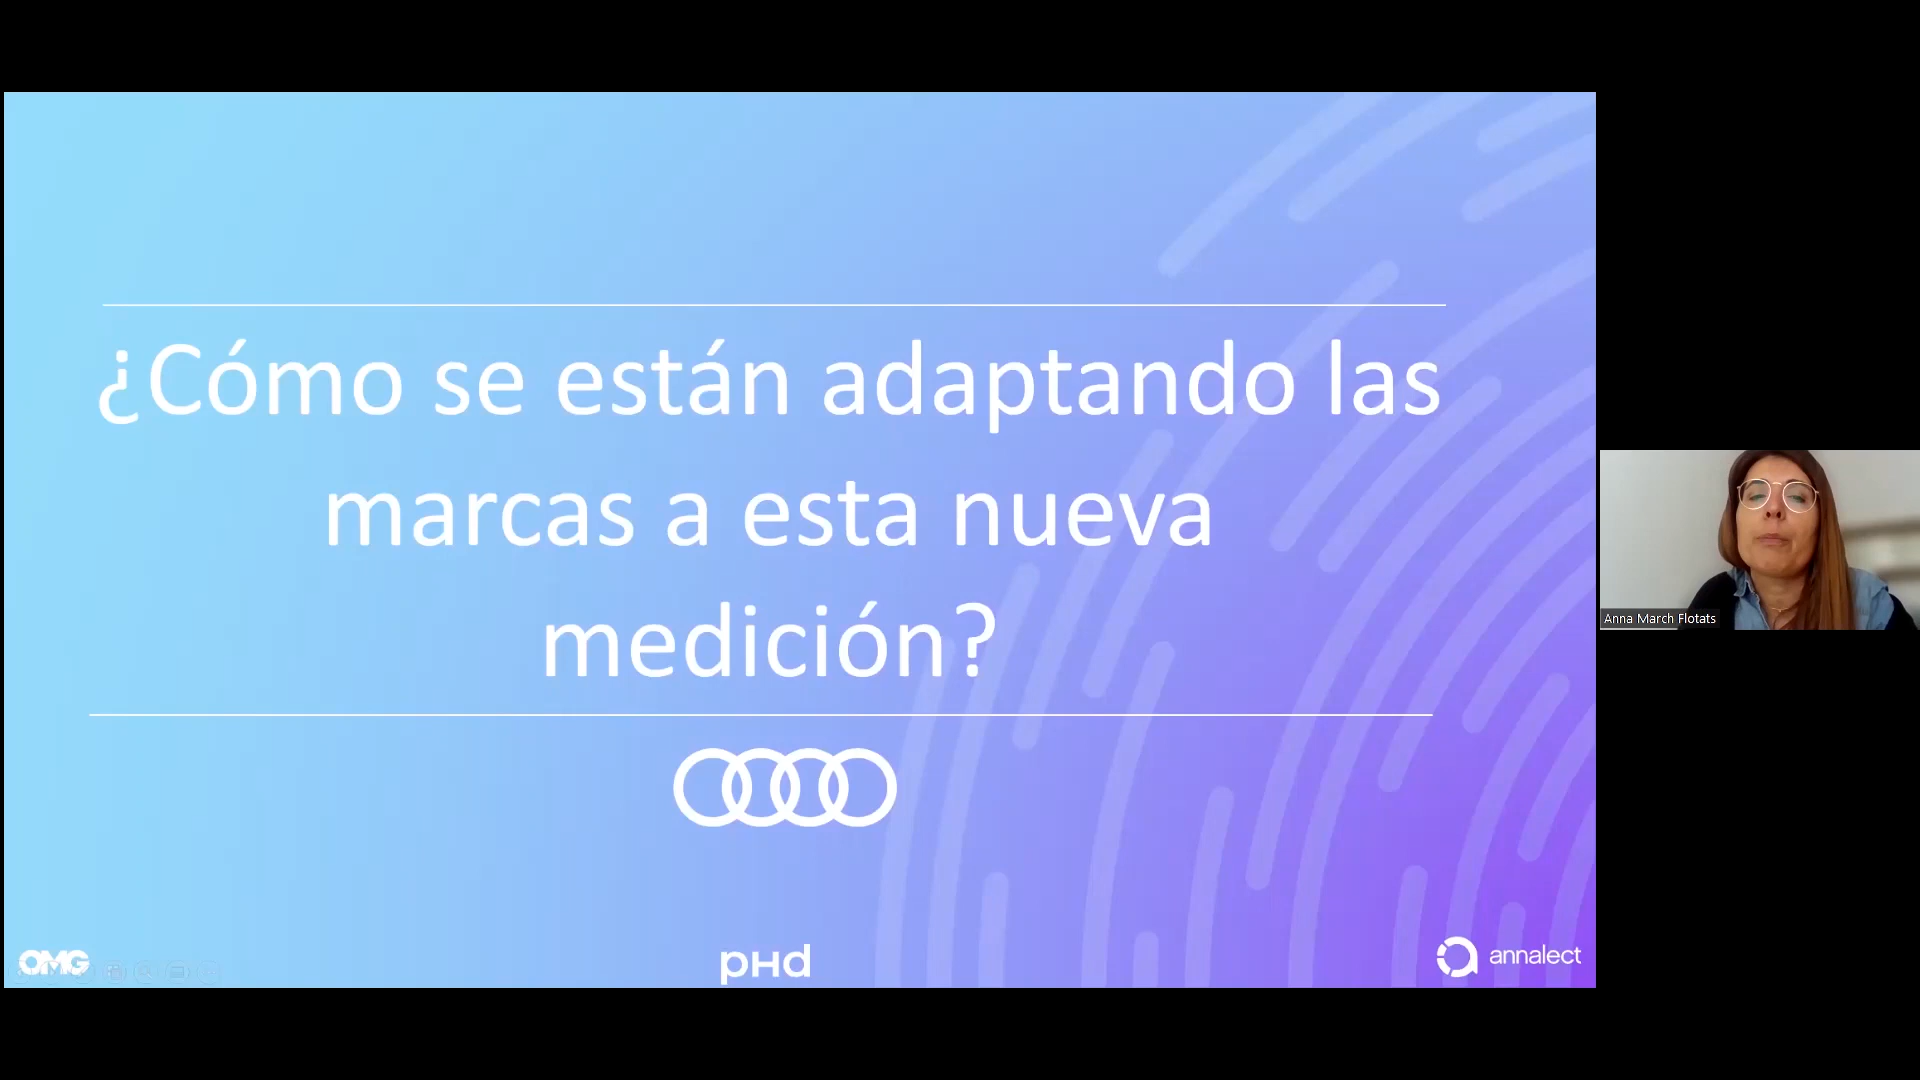 ¿Cómo se están adaptando las
marcas a esta nueva
medición?
Anna March Flotats
OMG
pHd
annalect